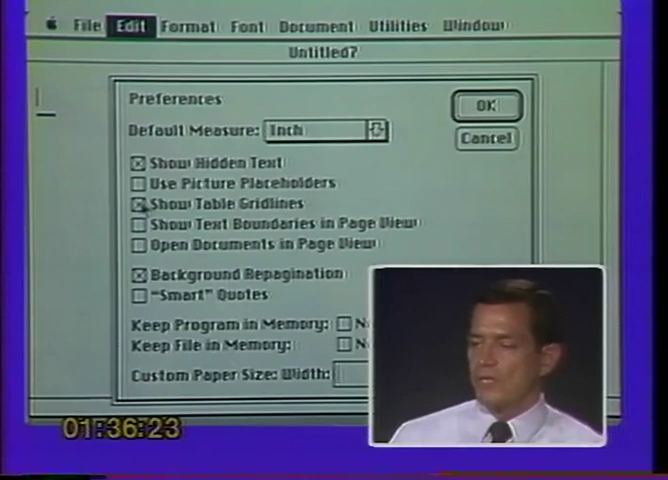 File Edit Format Font Document Utilities Window
Untitled7
Preferences
OK
Default Measure: Inch
Cancel
Show Hidden Text
Use Picture Placeholders
Show Table Gridlines
Show Text Boundaries in Page View
Open Documents in Page View
Background Repagination
"Smart" Quotes
Keep Program in Memory:
Keep File in Memory:
Custom Paper Size: Width:
01:36:23